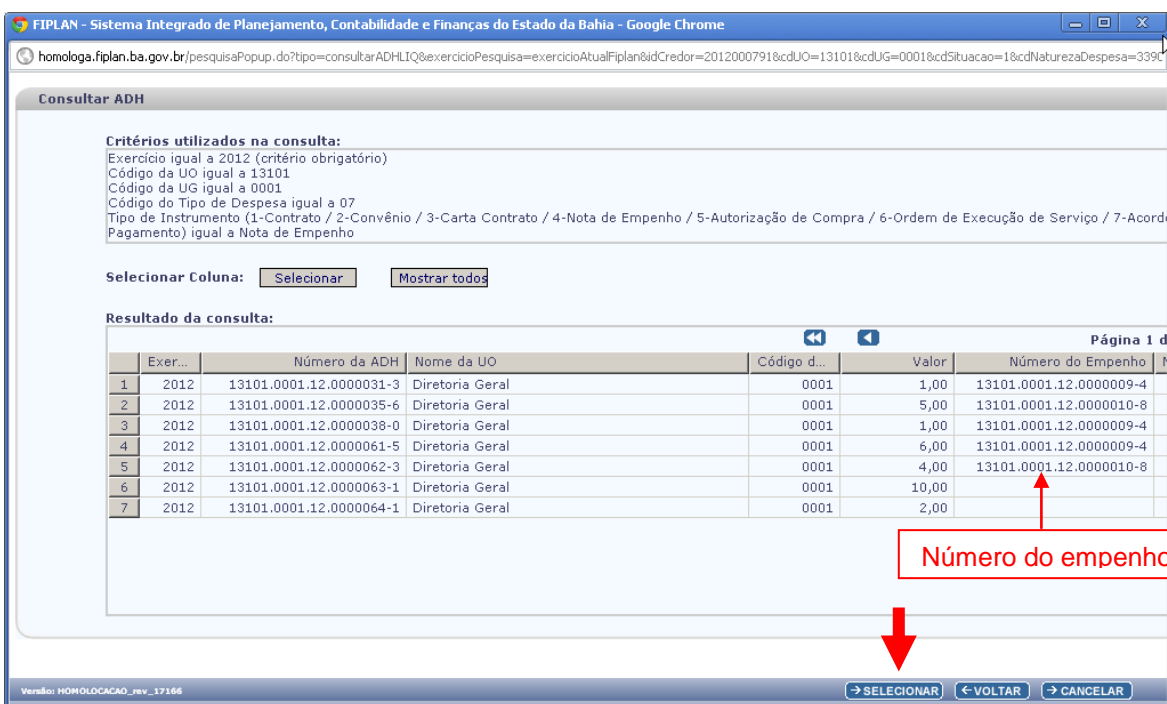 FIPLAN - Sistema Integrado de Planejamento, Contabilidade e Finanças do Estado da Bahia - Google Chrome
homologa.fiplan.ba.gov.br/pesquisaPopup.do?tipo=consultarADHLIQ&exercicioPesquisa=exercicioAtualFiplan&idCredor=2012000791&cdUO=13101&cdUG=0001&cdSituacao=1&cdNaturezaDespesa=339
Consultar ADH
Critérios utilizados na consulta:
Exercício igual a 2012 (critério obrigatório)
Código da UO igual a 13101
Código da UG igual a 0001
Código do Tipo de Despesa igual a 07
Tipo de Instrumento (1-Contrato / 2-Convênio / 3-Carta Contrato / 4-Nota de Empenho / 5-Autorização de Compra / 6-Ordem de Execução de Serviço / 7-Acord
Pagamento) igual a Nota de Empenho
Selecionar Coluna: Selecionar Mostrar todos
Resultado da consulta:
Página 1 d
Exer... Número da ADH Nome da UO Código d... Valor Número do Empenho
1 2012 13101.0001.12.0000031-3 Diretoria Geral 0001 1,00 13101.0001.12.0000009-4
2 2012 13101.0001.12.0000035-6 Diretoria Geral 0001 5,00 13101.0001.12.0000010-8
3 2012 13101.0001.12.0000038-0 Diretoria Geral 0001 1,00 13101.0001.12.0000009-4
4 2012 13101.0001.12.0000061-5 Diretoria Geral 0001 6,00 13101.0001.12.0000009-4
5 2012 13101.0001.12.0000062-3 Diretoria Geral 0001 4,00 13101.0001.12.0000010-8
6 2012 13101.0001.12.0000063-1 Diretoria Geral 0001 10,00
7 2012 13101.0001.12.0000064-1 Diretoria Geral 0001 2,00
Número do empenho
Versão: HOMOLOCACAO_rev_17166
SELECIONAR VOLTAR CANCELAR